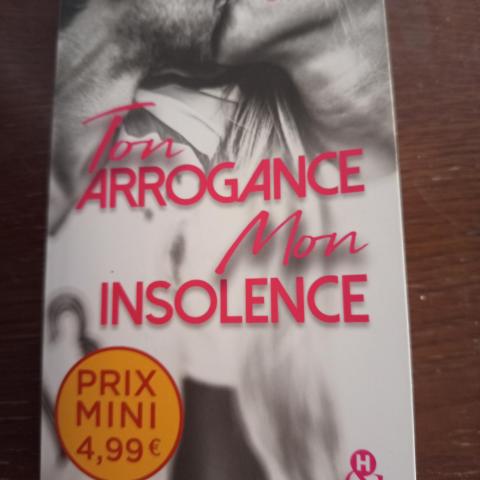 Ton
ARROGANCE
Mon
INSOLENCE
PRIX
MINI
4,99€
H
&